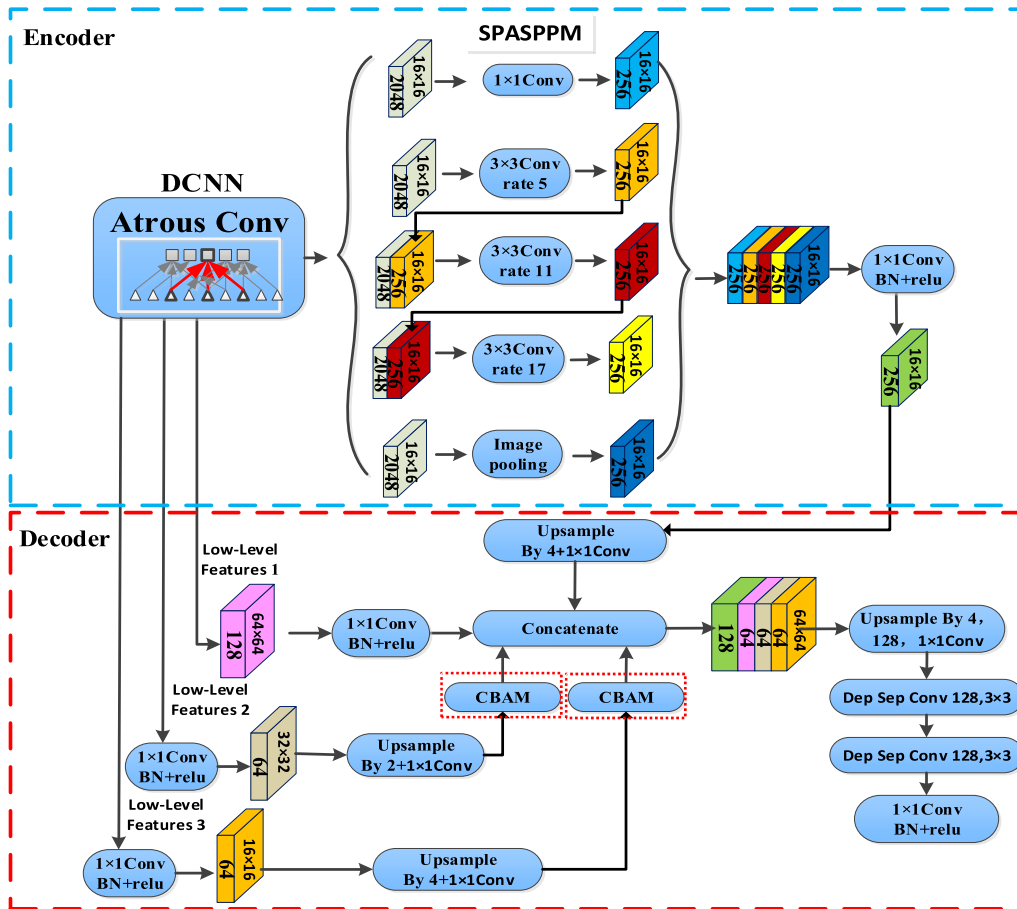 Encoder
SPASPPM
16×16
2048
1×1Conv
16×16
256
16×16
2048
3×3Conv
rate 5
16×16
256
DCNN
Atrous Conv
16×16
2048
256
3×3Conv
rate 11
16×16
256
16×16
2048
256
3×3Conv
rate 17
16×16
256
16×16
2048
Image
pooling
16×16
256
16×16
256
256
256
256
256
1×1Conv
BN+relu
16×16
256
Decoder
Upsample
By 4+1×1Conv
Low-Level
Features 1
64×64
128
1×1Conv
BN+relu
Concatenate
64×64
128
64
64
64
Upsample By 4,
128, 1×1Conv
Dep Sep Conv 128,3×3
Dep Sep Conv 128,3×3
1×1Conv
BN+relu
CBAM
CBAM
Low-Level
Features 2
1×1Conv
BN+relu
32×32
64
Upsample
By 2+1×1Conv
Low-Level
Features 3
1×1Conv
BN+relu
16×16
64
Upsample
By 4+1×1Conv